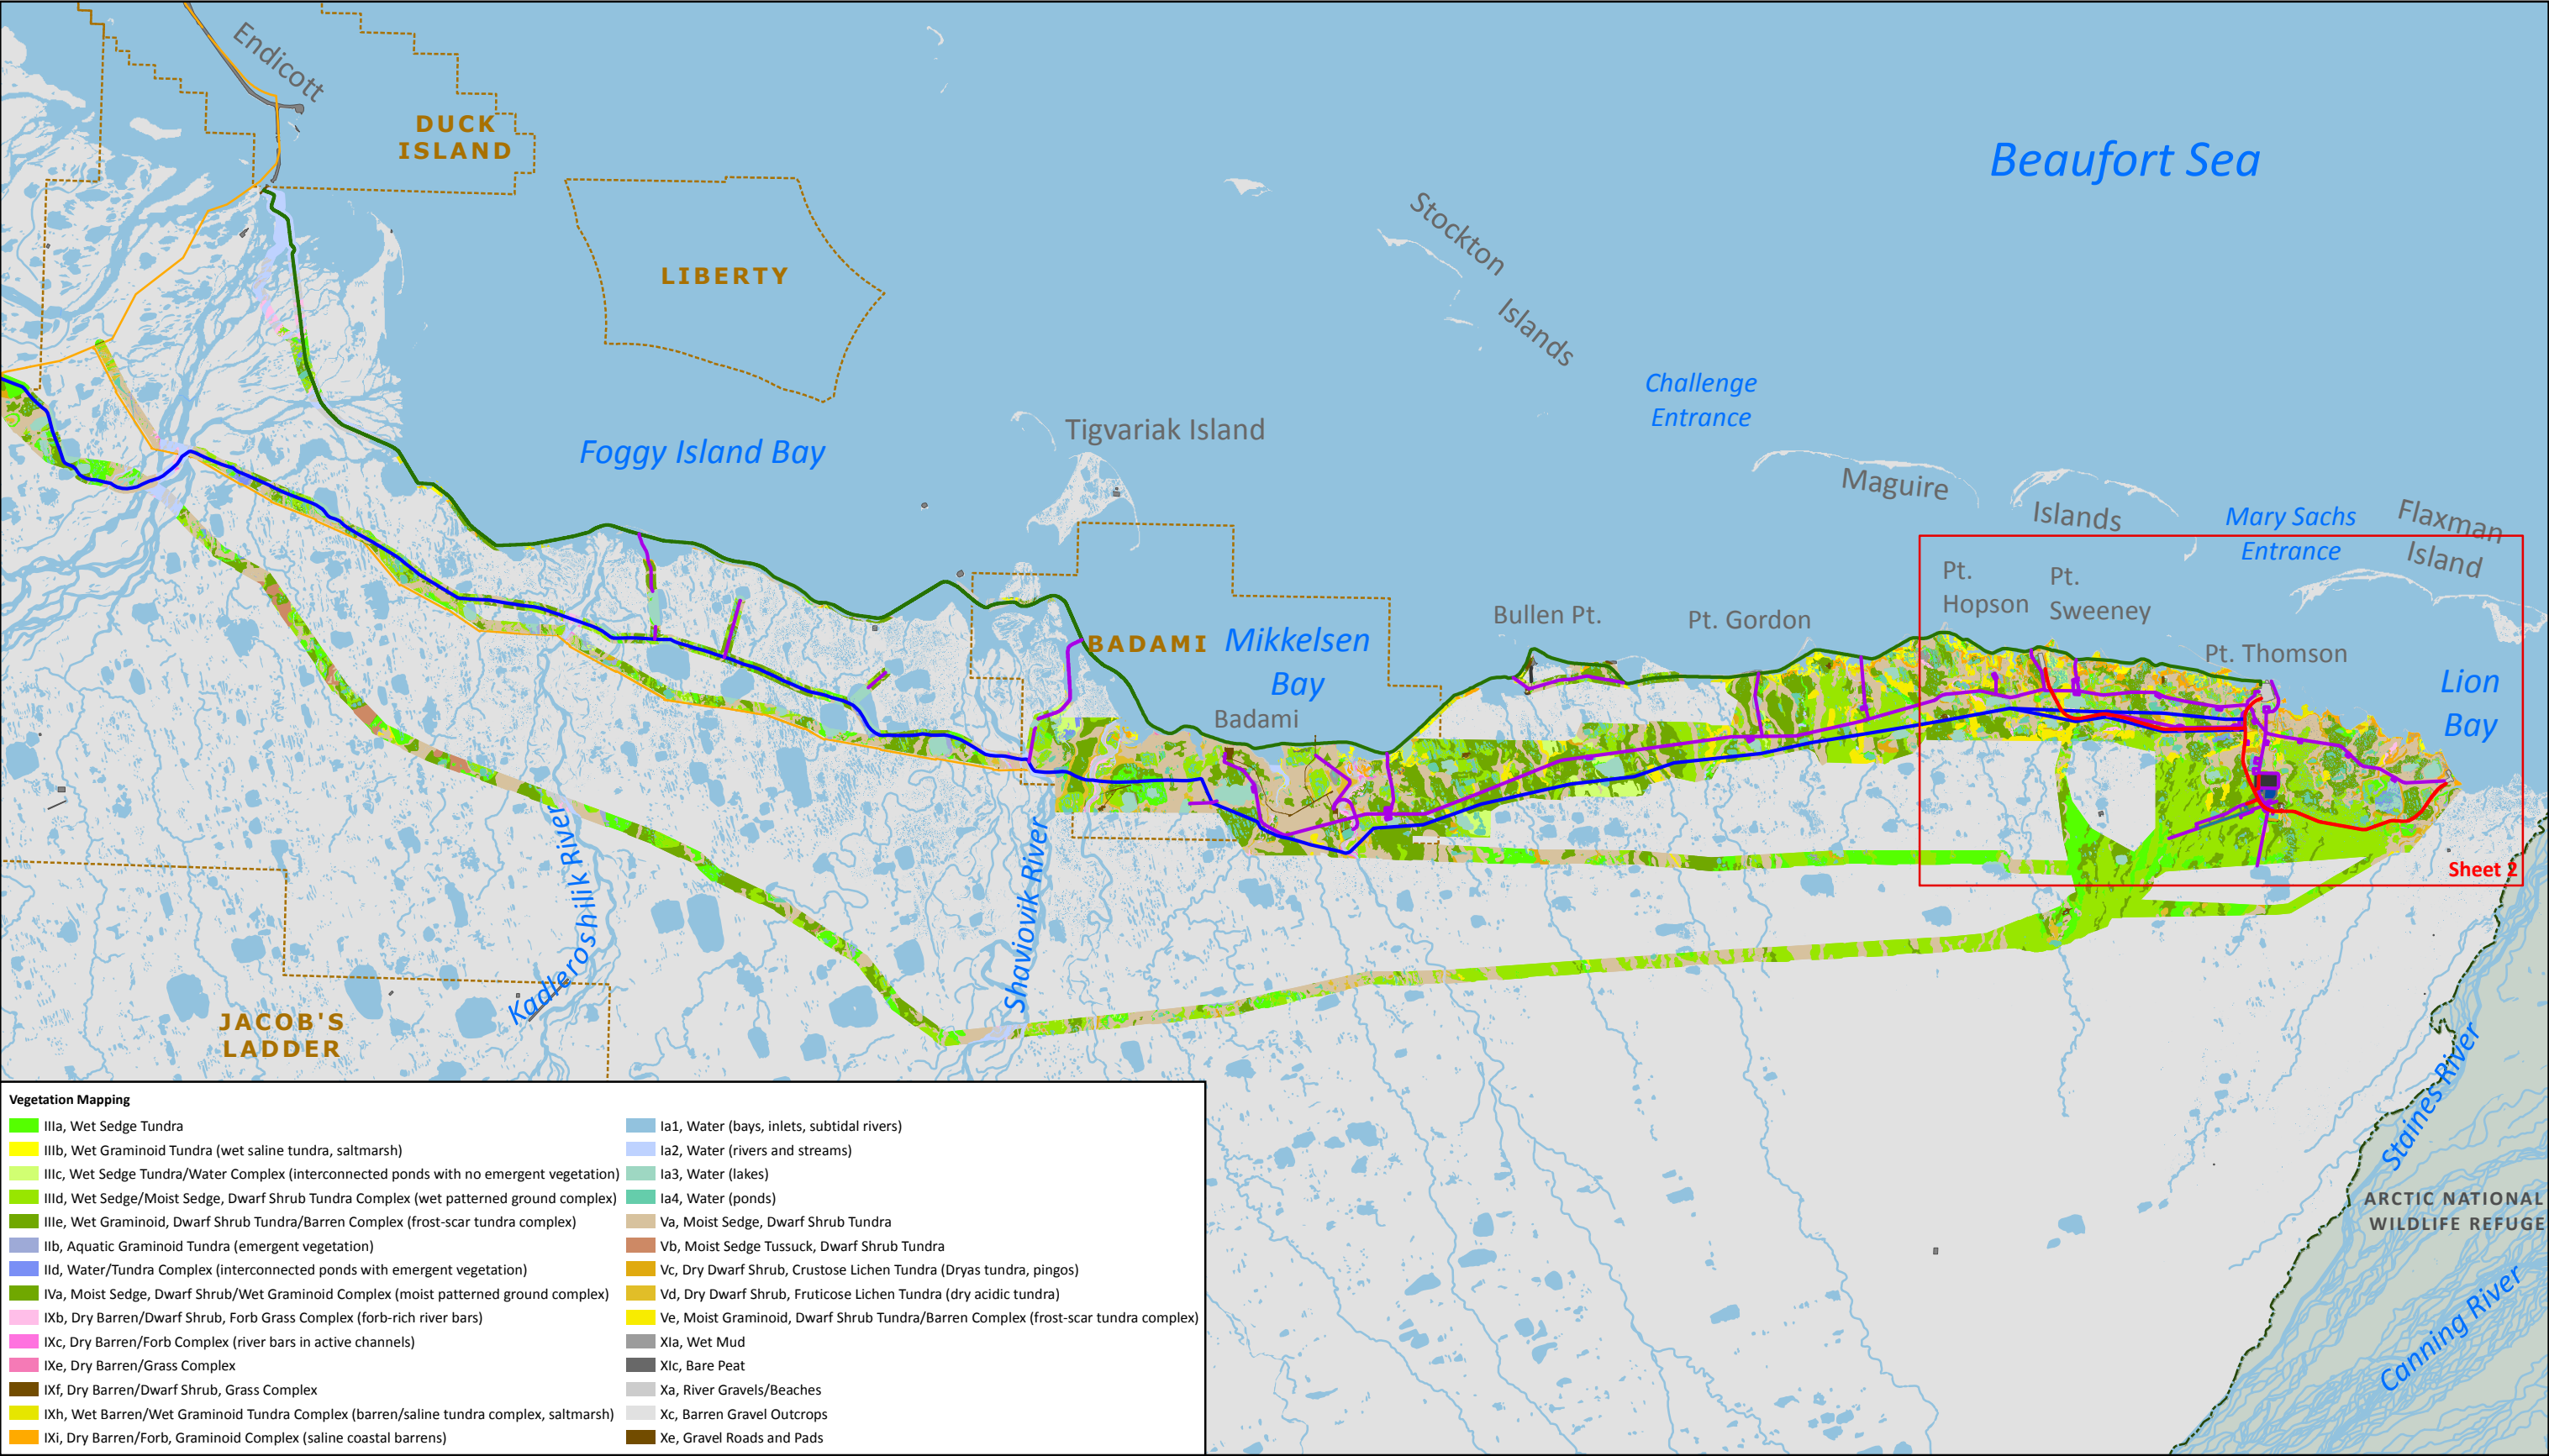 Endicott
DUCK
ISLAND
Beaufort Sea
LIBERTY
Stockton
Islands
Challenge
Entrance
Foggy Island Bay
Tigvariak Island
Maguire
Islands
Mary Sachs
Entrance
Flaxman
Island
Pt.
Hopson
Pt.
Sweeney
Bullen Pt.
Pt. Gordon
BADAMI
Mikkelsen
Bay
Badami
Pt. Thomson
Lion
Bay
Sheet 2
Kadleroshilik River
Shaviovik River
JACOB'S
LADDER
Staines River
ARCTIC NATIONAL
WILDLIFE REFUGE
Canning River
Vegetation Mapping
IIIa, Wet Sedge Tundra
IIIb, Wet Graminoid Tundra (wet saline tundra, saltmarsh)
IIIc, Wet Sedge Tundra/Water Complex (interconnected ponds with no emergent vegetation)
IIId, Wet Sedge/Moist Sedge, Dwarf Shrub Tundra Complex (wet patterned ground complex)
IIIe, Wet Graminoid, Dwarf Shrub Tundra/Barren Complex (frost-scar tundra complex)
IIb, Aquatic Graminoid Tundra (emergent vegetation)
IId, Water/Tundra Complex (interconnected ponds with emergent vegetation)
IVa, Moist Sedge, Dwarf Shrub/Wet Graminoid Complex (moist patterned ground complex)
IXb, Dry Barren/Dwarf Shrub, Forb Grass Complex (forb-rich river bars)
IXc, Dry Barren/Forb Complex (river bars in active channels)
IXe, Dry Barren/Grass Complex
IXf, Dry Barren/Dwarf Shrub, Grass Complex
IXh, Wet Barren/Wet Graminoid Tundra Complex (barren/saline tundra complex, saltmarsh)
IXi, Dry Barren/Forb, Graminoid Complex (saline coastal barrens)
Ia1, Water (bays, inlets, subtidal rivers)
Ia2, Water (rivers and streams)
Ia3, Water (lakes)
Ia4, Water (ponds)
Va, Moist Sedge, Dwarf Shrub Tundra
Vb, Moist Sedge Tussuck, Dwarf Shrub Tundra
Vc, Dry Dwarf Shrub, Crustose Lichen Tundra (Dryas tundra, pingos)
Vd, Dry Dwarf Shrub, Fruticose Lichen Tundra (dry acidic tundra)
Ve, Moist Graminoid, Dwarf Shrub Tundra/Barren Complex (frost-scar tundra complex)
XIa, Wet Mud
XIc, Bare Peat
Xa, River Gravels/Beaches
Xc, Barren Gravel Outcrops
Xe, Gravel Roads and Pads